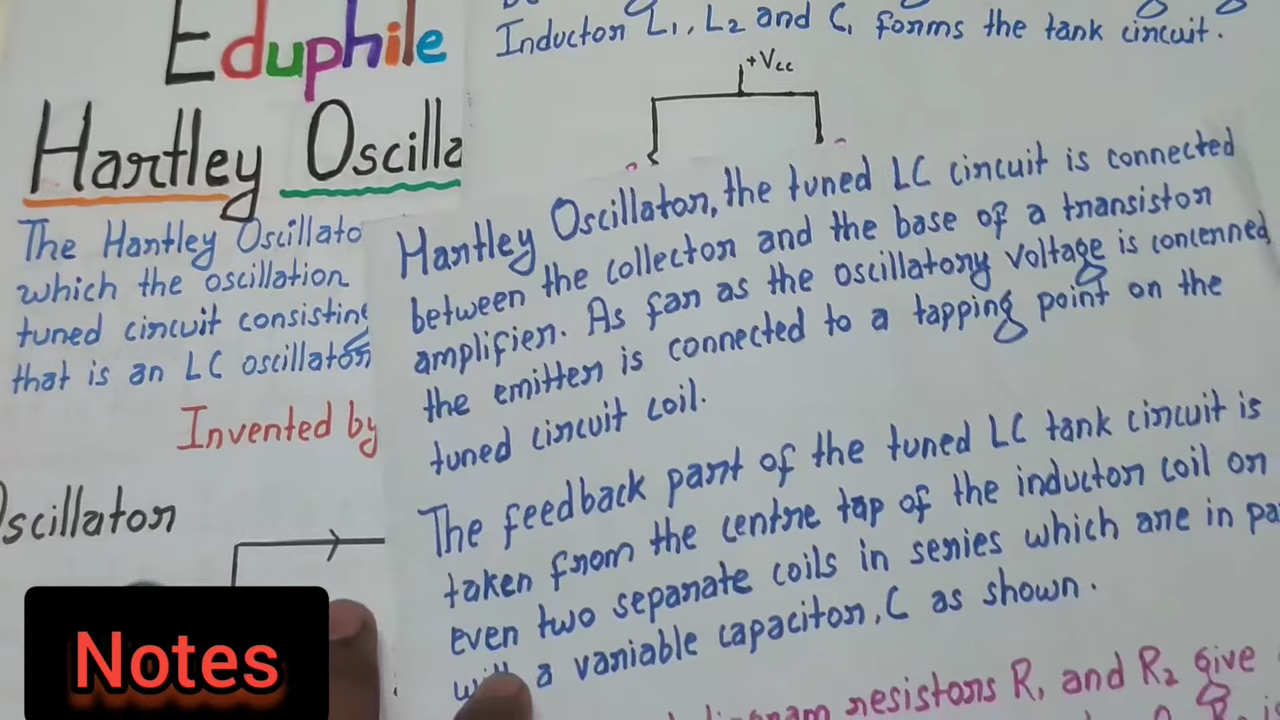 Eduphile
Hartley Oscilla
The Hartley Oscillato
which the oscillation
tuned circuit consisting
that is an LC oscillator
Invented by
Oscillator
Inductor L1, L2 and C1 forms the tank circuit.
+Vcc
Hartley Oscillator, the tuned LC circuit is connected
between the collector and the base of a transistor
amplifier. As far as the oscillatory voltage is concerned
the emitter is connected to a tapping point on the
tuned circuit coil.
The feedback part of the tuned LC tank circuit is
taken from the centre tap of the inductor coil or
even two separate coils in series which are in pa
a variable capacitor, C as shown.
resistors R1 and R2 give
Notes